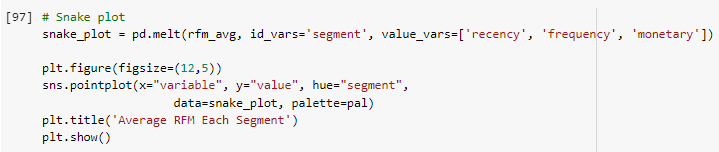 [97] # Snake plot
snake_plot = pd.melt(rfm_avg, id_vars='segment', value_vars=['recency', 'frequency', 'monetary'])
plt.figure(figsize=(12,5))
sns.pointplot(x="variable", y="value", hue="segment",
data=snake_plot, palette=pal)
plt.title('Average RFM Each Segment')
plt.show()